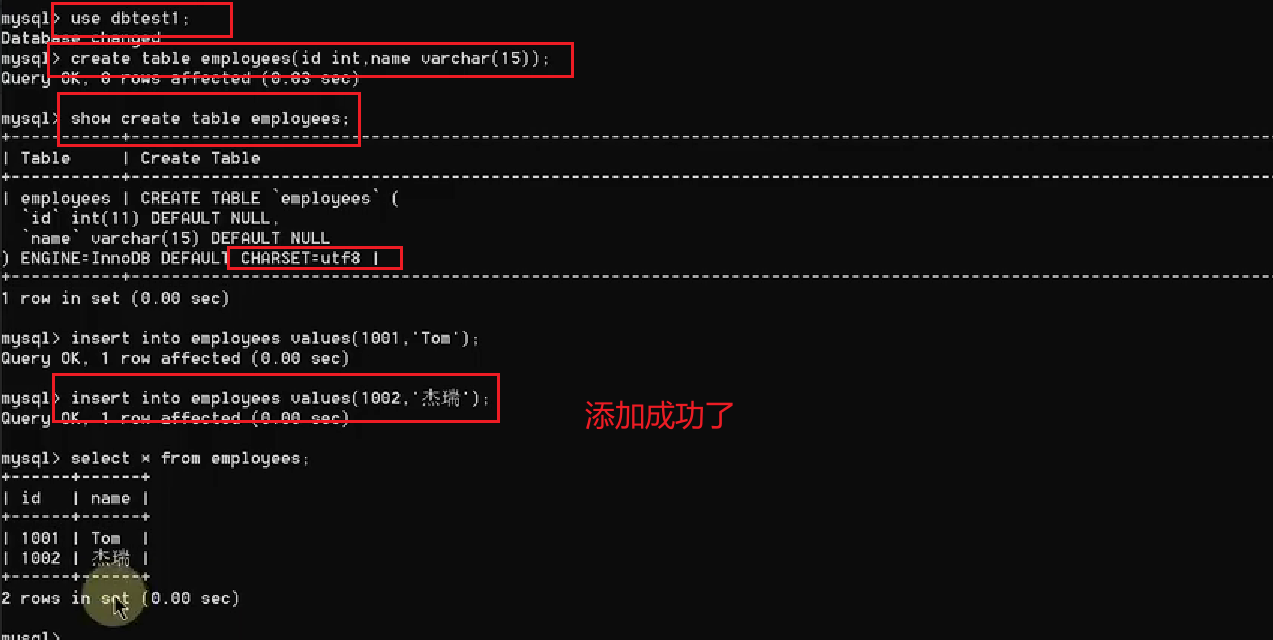 mysql> use dbtest1;
Database changed
mysql> create table employees(id int,name varchar(15));
Query OK, 0 rows affected (0.03 sec)
mysql> show create table employees;
| Table | Create Table
| employees | CREATE TABLE `employees` (
`id` int(11) DEFAULT NULL,
`name` varchar(15) DEFAULT NULL
) ENGINE=InnoDB DEFAULT CHARSET=utf8 |
1 row in set (0.00 sec)
mysql> insert into employees values(1001,'Tom');
Query OK, 1 row affected (0.00 sec)
mysql> insert into employees values(1002,'杰瑞');
添加成功了
Query OK, 1 row affected (0.00 sec)
mysql> select * from employees;
| id | name |
| 1001 | Tom |
| 1002 | 杰瑞 |
2 rows in set (0.00 sec)
mysql>